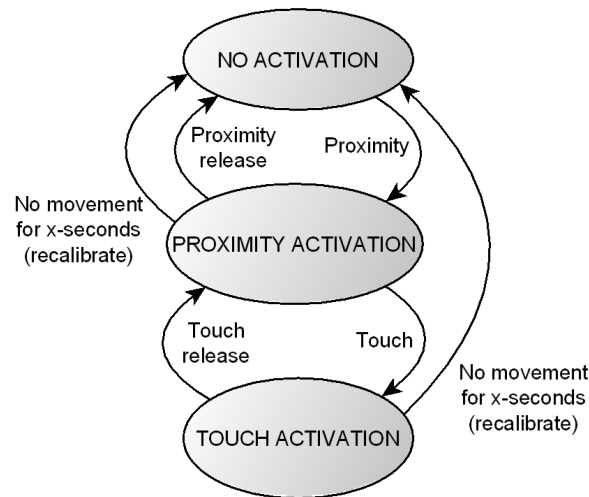 NO ACTIVATION
Proximity
release
Proximity
No movement
for x-seconds
(recalibrate)
PROXIMITY ACTIVATION
Touch
release
Touch
No movement
for x-seconds
(recalibrate)
TOUCH ACTIVATION